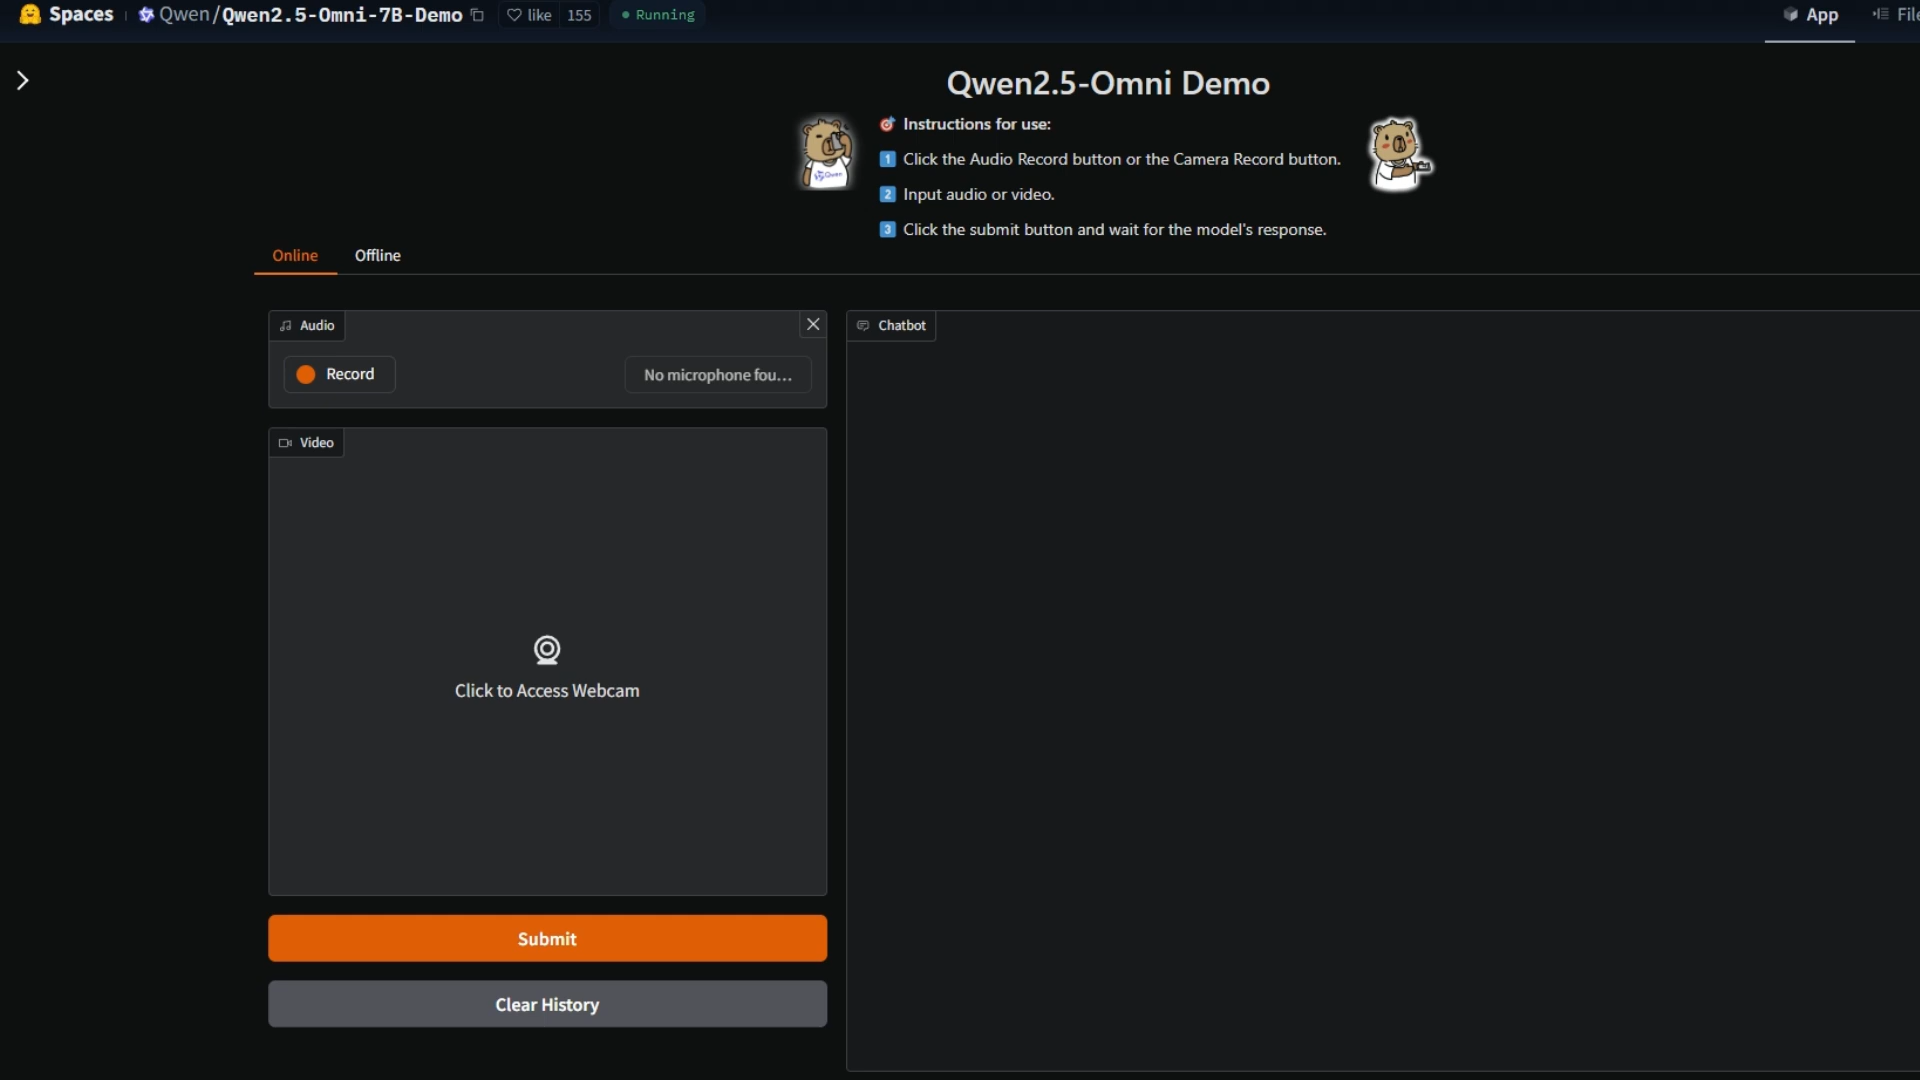 Spaces Qwen/Qwen2.5-Omni-7B-Demo like 155 Running App
Qwen2.5-Omni Demo
Instructions for use:
1 Click the Audio Record button or the Camera Record button.
2 Input audio or video.
3 Click the submit button and wait for the model's response.
Qwen
Online Offline
Audio
Record No microphone fou...
Video
Click to Access Webcam
Submit
Clear History
Chatbot